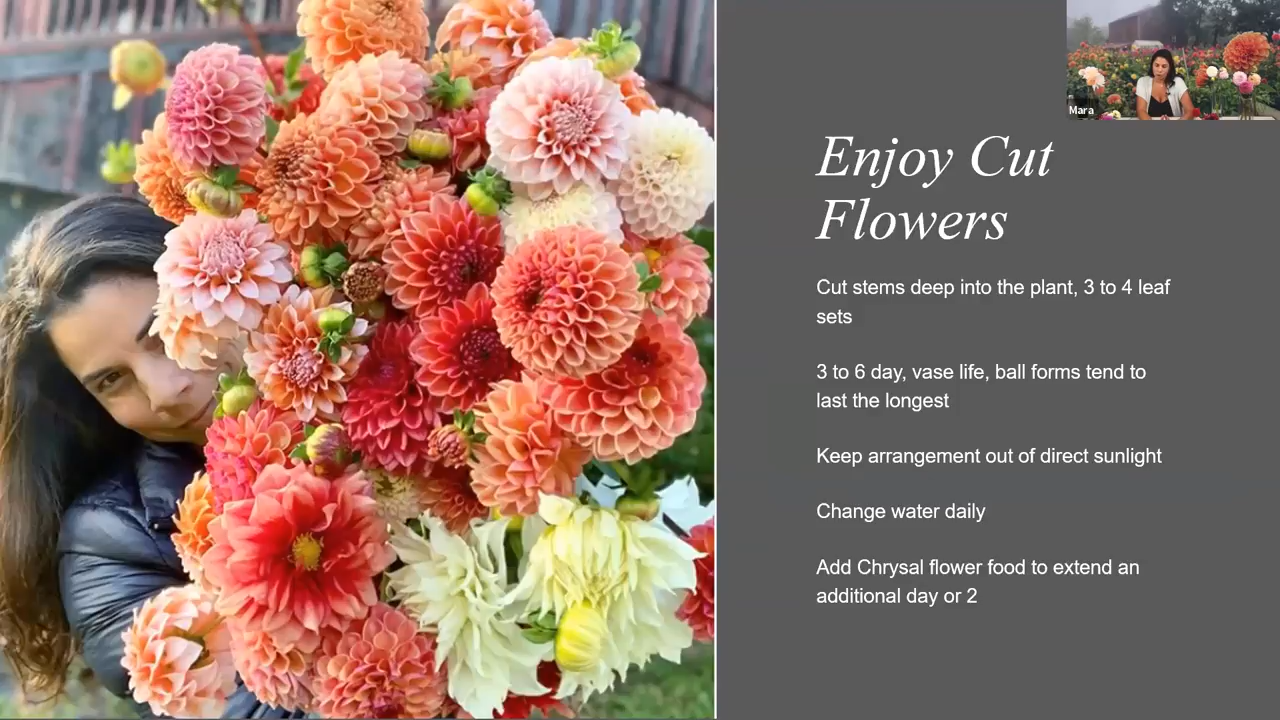 Mara
Enjoy Cut
Flowers
Cut stems deep into the plant, 3 to 4 leaf
sets
3 to 6 day, vase life, ball forms tend to
last the longest
Keep arrangement out of direct sunlight
Change water daily
Add Chrysal flower food to extend an
additional day or 2